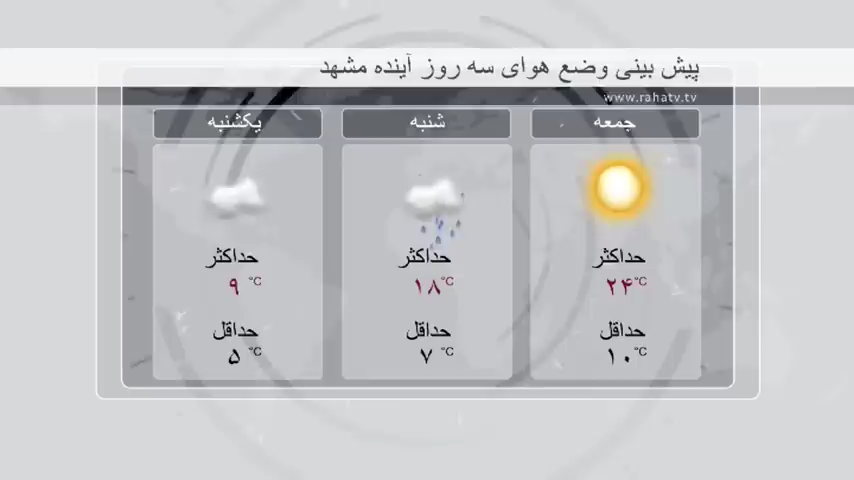 پیش بینی وضع هوای سه روز آینده مشهد
www.rahatv.tv
جمعه
شنبه
یکشنبه
حداکثر
۲۴°C
حداقل
۱۰°C
حداکثر
۱۸°C
حداقل
۷°C
حداکثر
۹°C
حداقل
۵°C